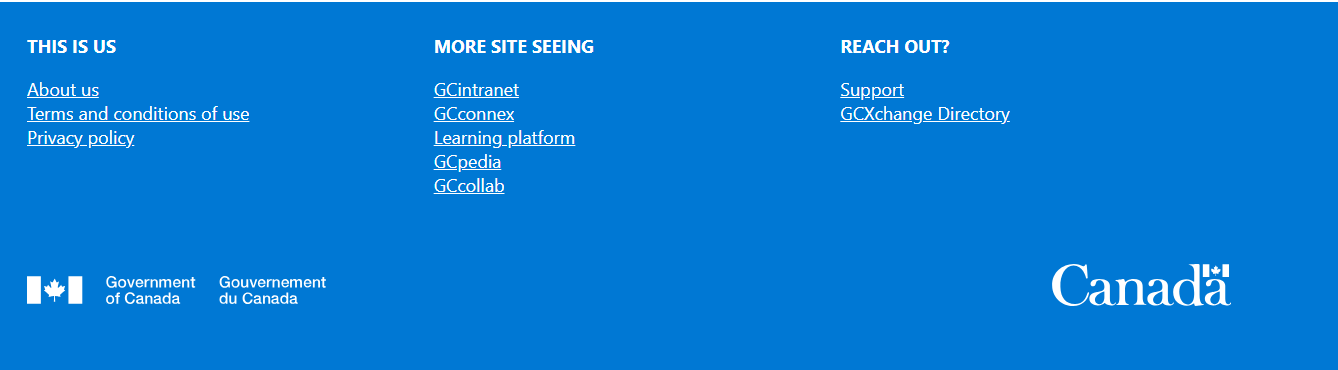 THIS IS US
About us
Terms and conditions of use
Privacy policy
MORE SITE SEEING
GCintranet
GCconnex
Learning platform
GCpedia
GCcollab
REACH OUT?
Support
GCXchange Directory
Government
of Canada
Gouvernement
du Canada
Canada